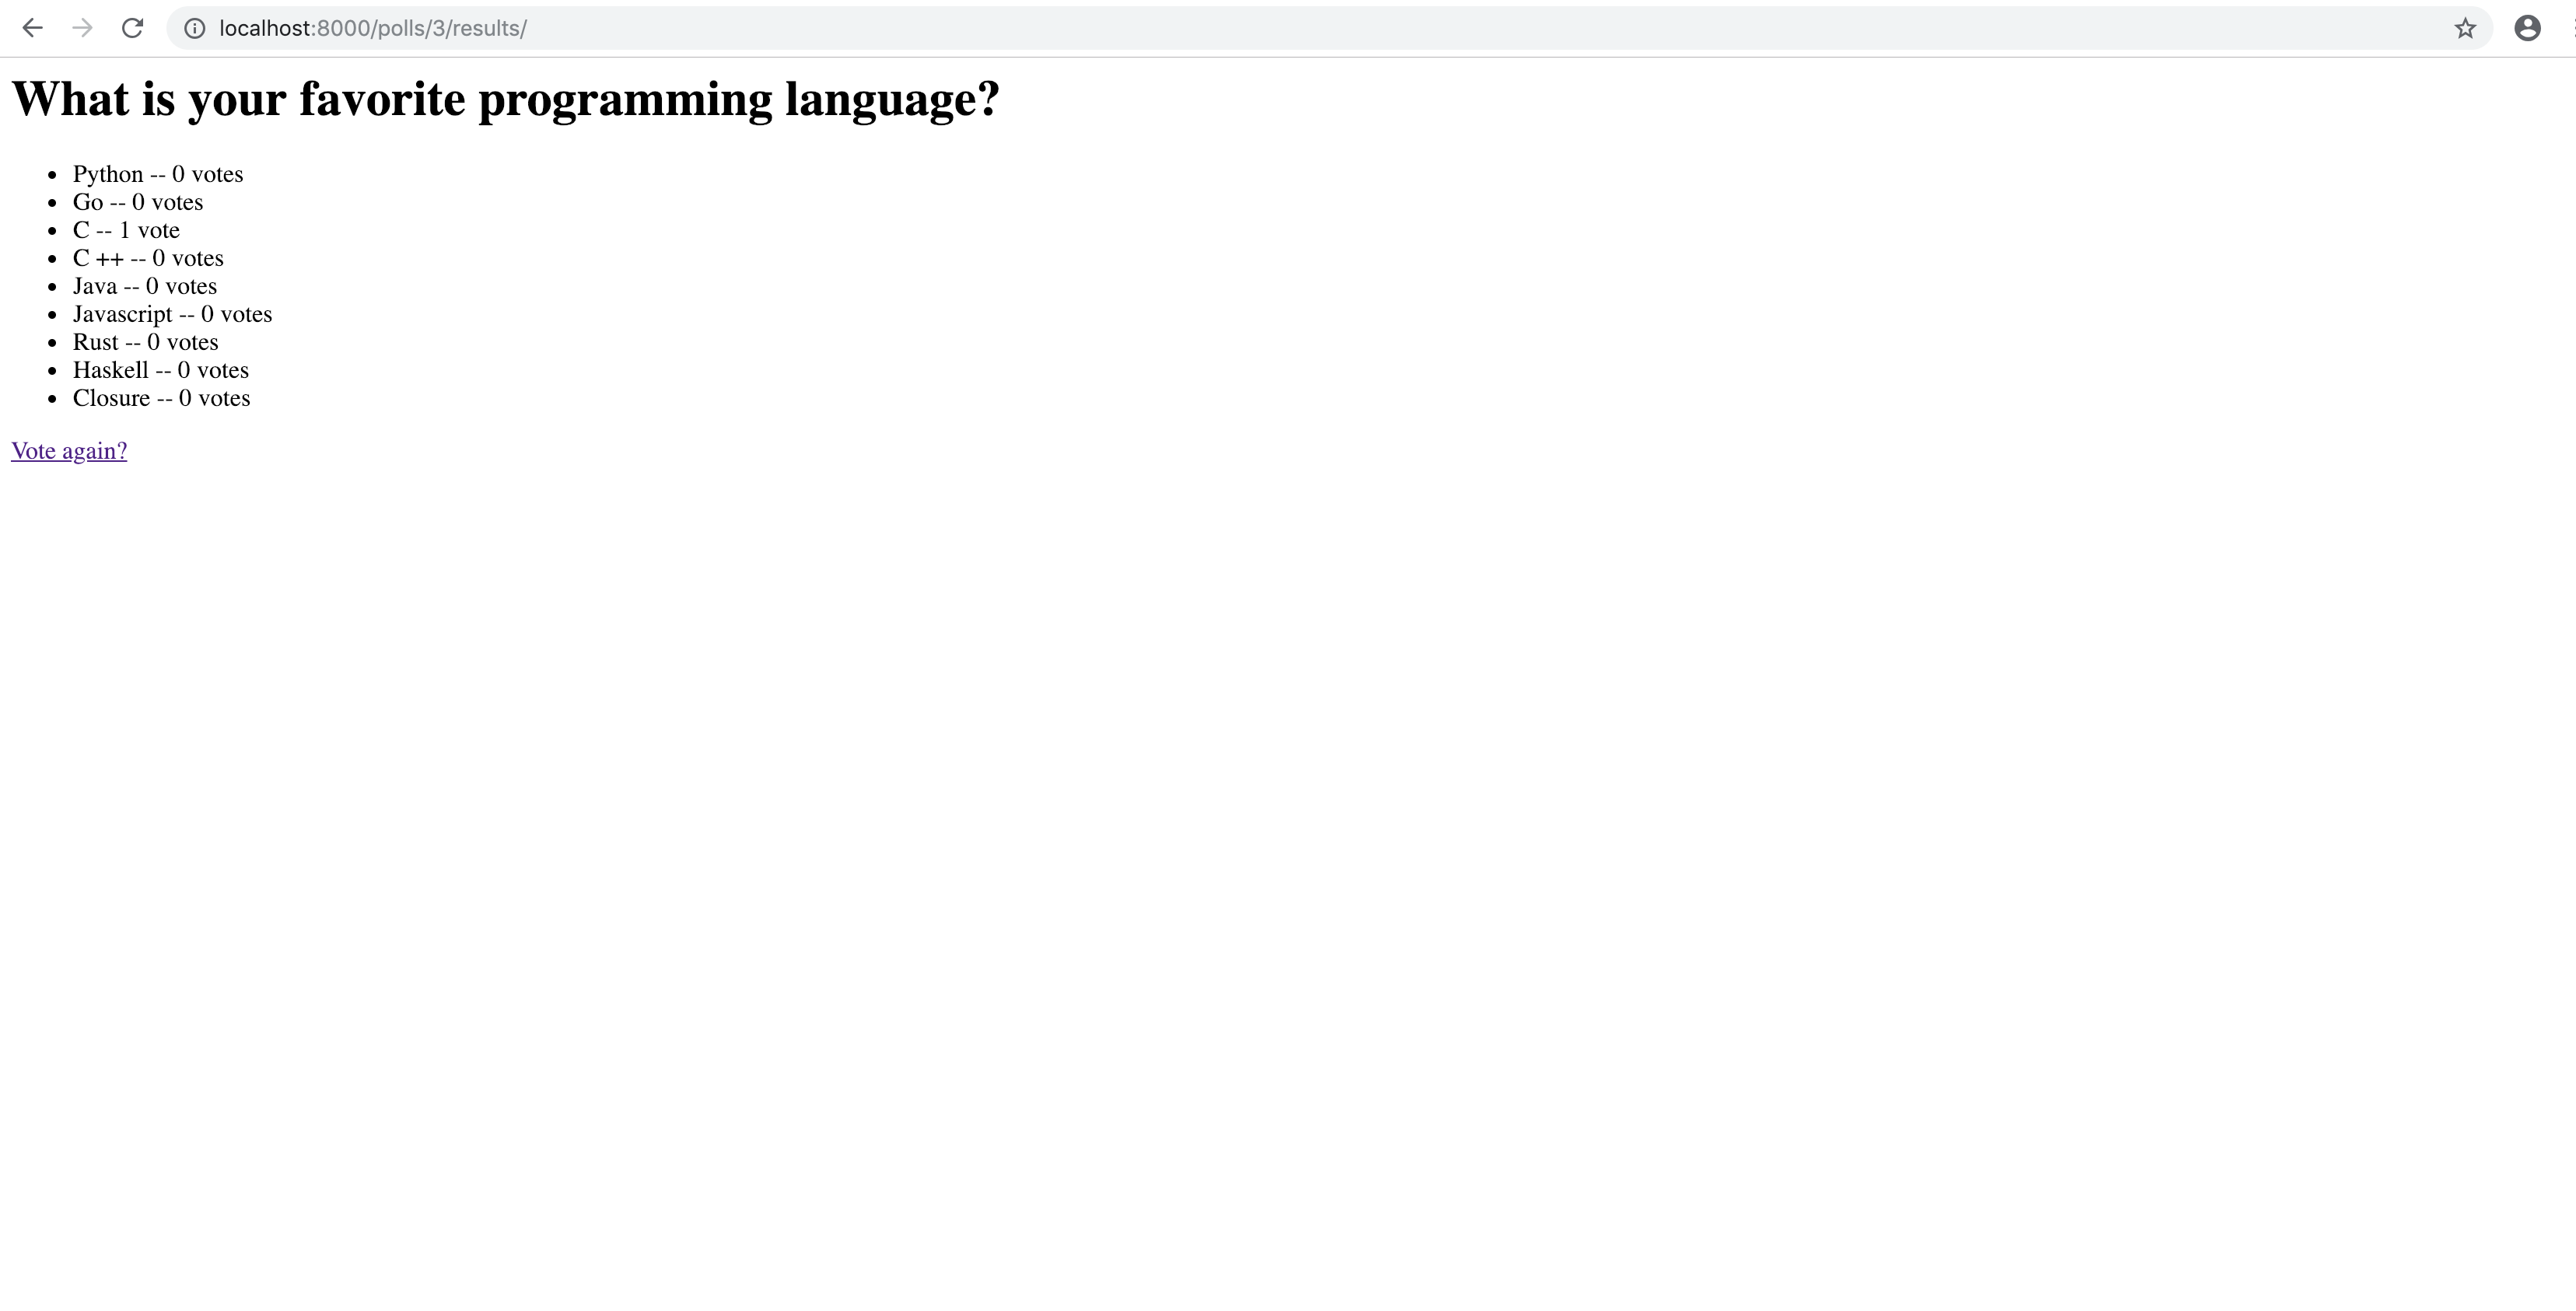 localhost:8000/polls/3/results/
What is your favorite programming language?
• Python -- 0 votes
• Go -- 0 votes
• C -- 1 vote
• C ++ -- 0 votes
• Java -- 0 votes
• Javascript -- 0 votes
• Rust -- 0 votes
• Haskell -- 0 votes
• Closure -- 0 votes
Vote again?